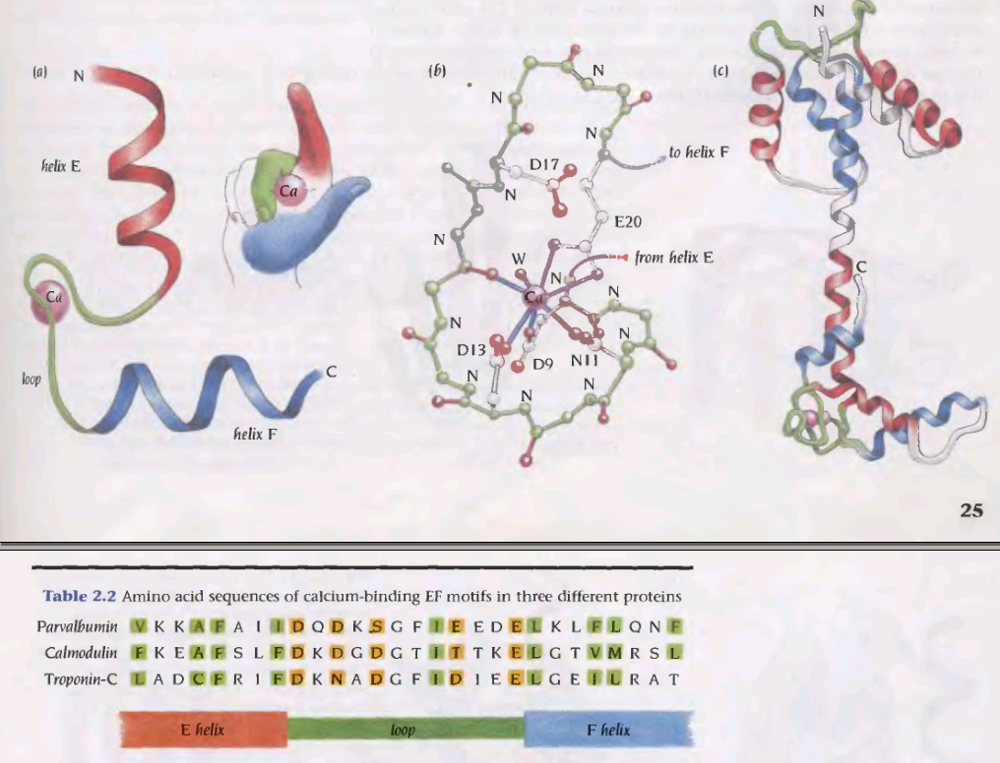 (a)
N
helix E
Ca
loop
C
helix F
Ca
(b)
N
N
N
to helix F
D17
N
E20
N
W
from helix E
N
Ca
N
N
D13
D9
N11
N
N
N
N
(c)
N
C
25
Table 2.2 Amino acid sequences of calcium-binding EF motifs in three different proteins
Parvalbumin V K K A F A I I D Q D K S G F I E E D E L K L F L Q N F
Calmodulin F K E A F S L F D K D G D G T I T T K E L G T V M R S L
Troponin-C L A D C F R I F D K N A D G F I D I E E L G E I L R A T
E helix loop F helix